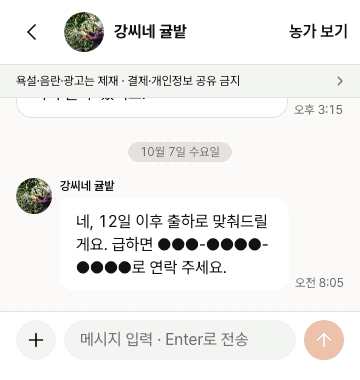 강씨네 귤밭
농가 보기
욕설·음란·광고는 제재 · 결제·개인정보 공유 금지
오후 3:15
10월 7일 수요일
강씨네 귤밭
네, 12일 이후 출하로 맞춰드릴
게요. 급하면 ●●●-●●●●-
●●●●로 연락 주세요.
오전 8:05
메시지 입력 · Enter로 전송